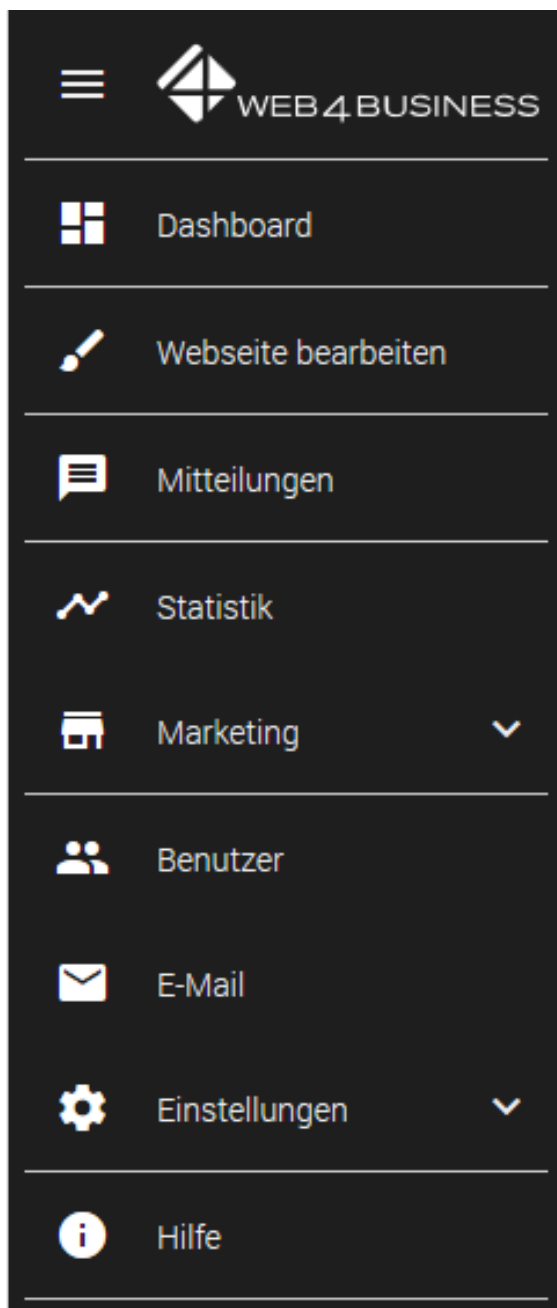 WEB4BUSINESS
Dashboard
Webseite bearbeiten
Mitteilungen
Statistik
Marketing
Benutzer
E-Mail
Einstellungen
Hilfe